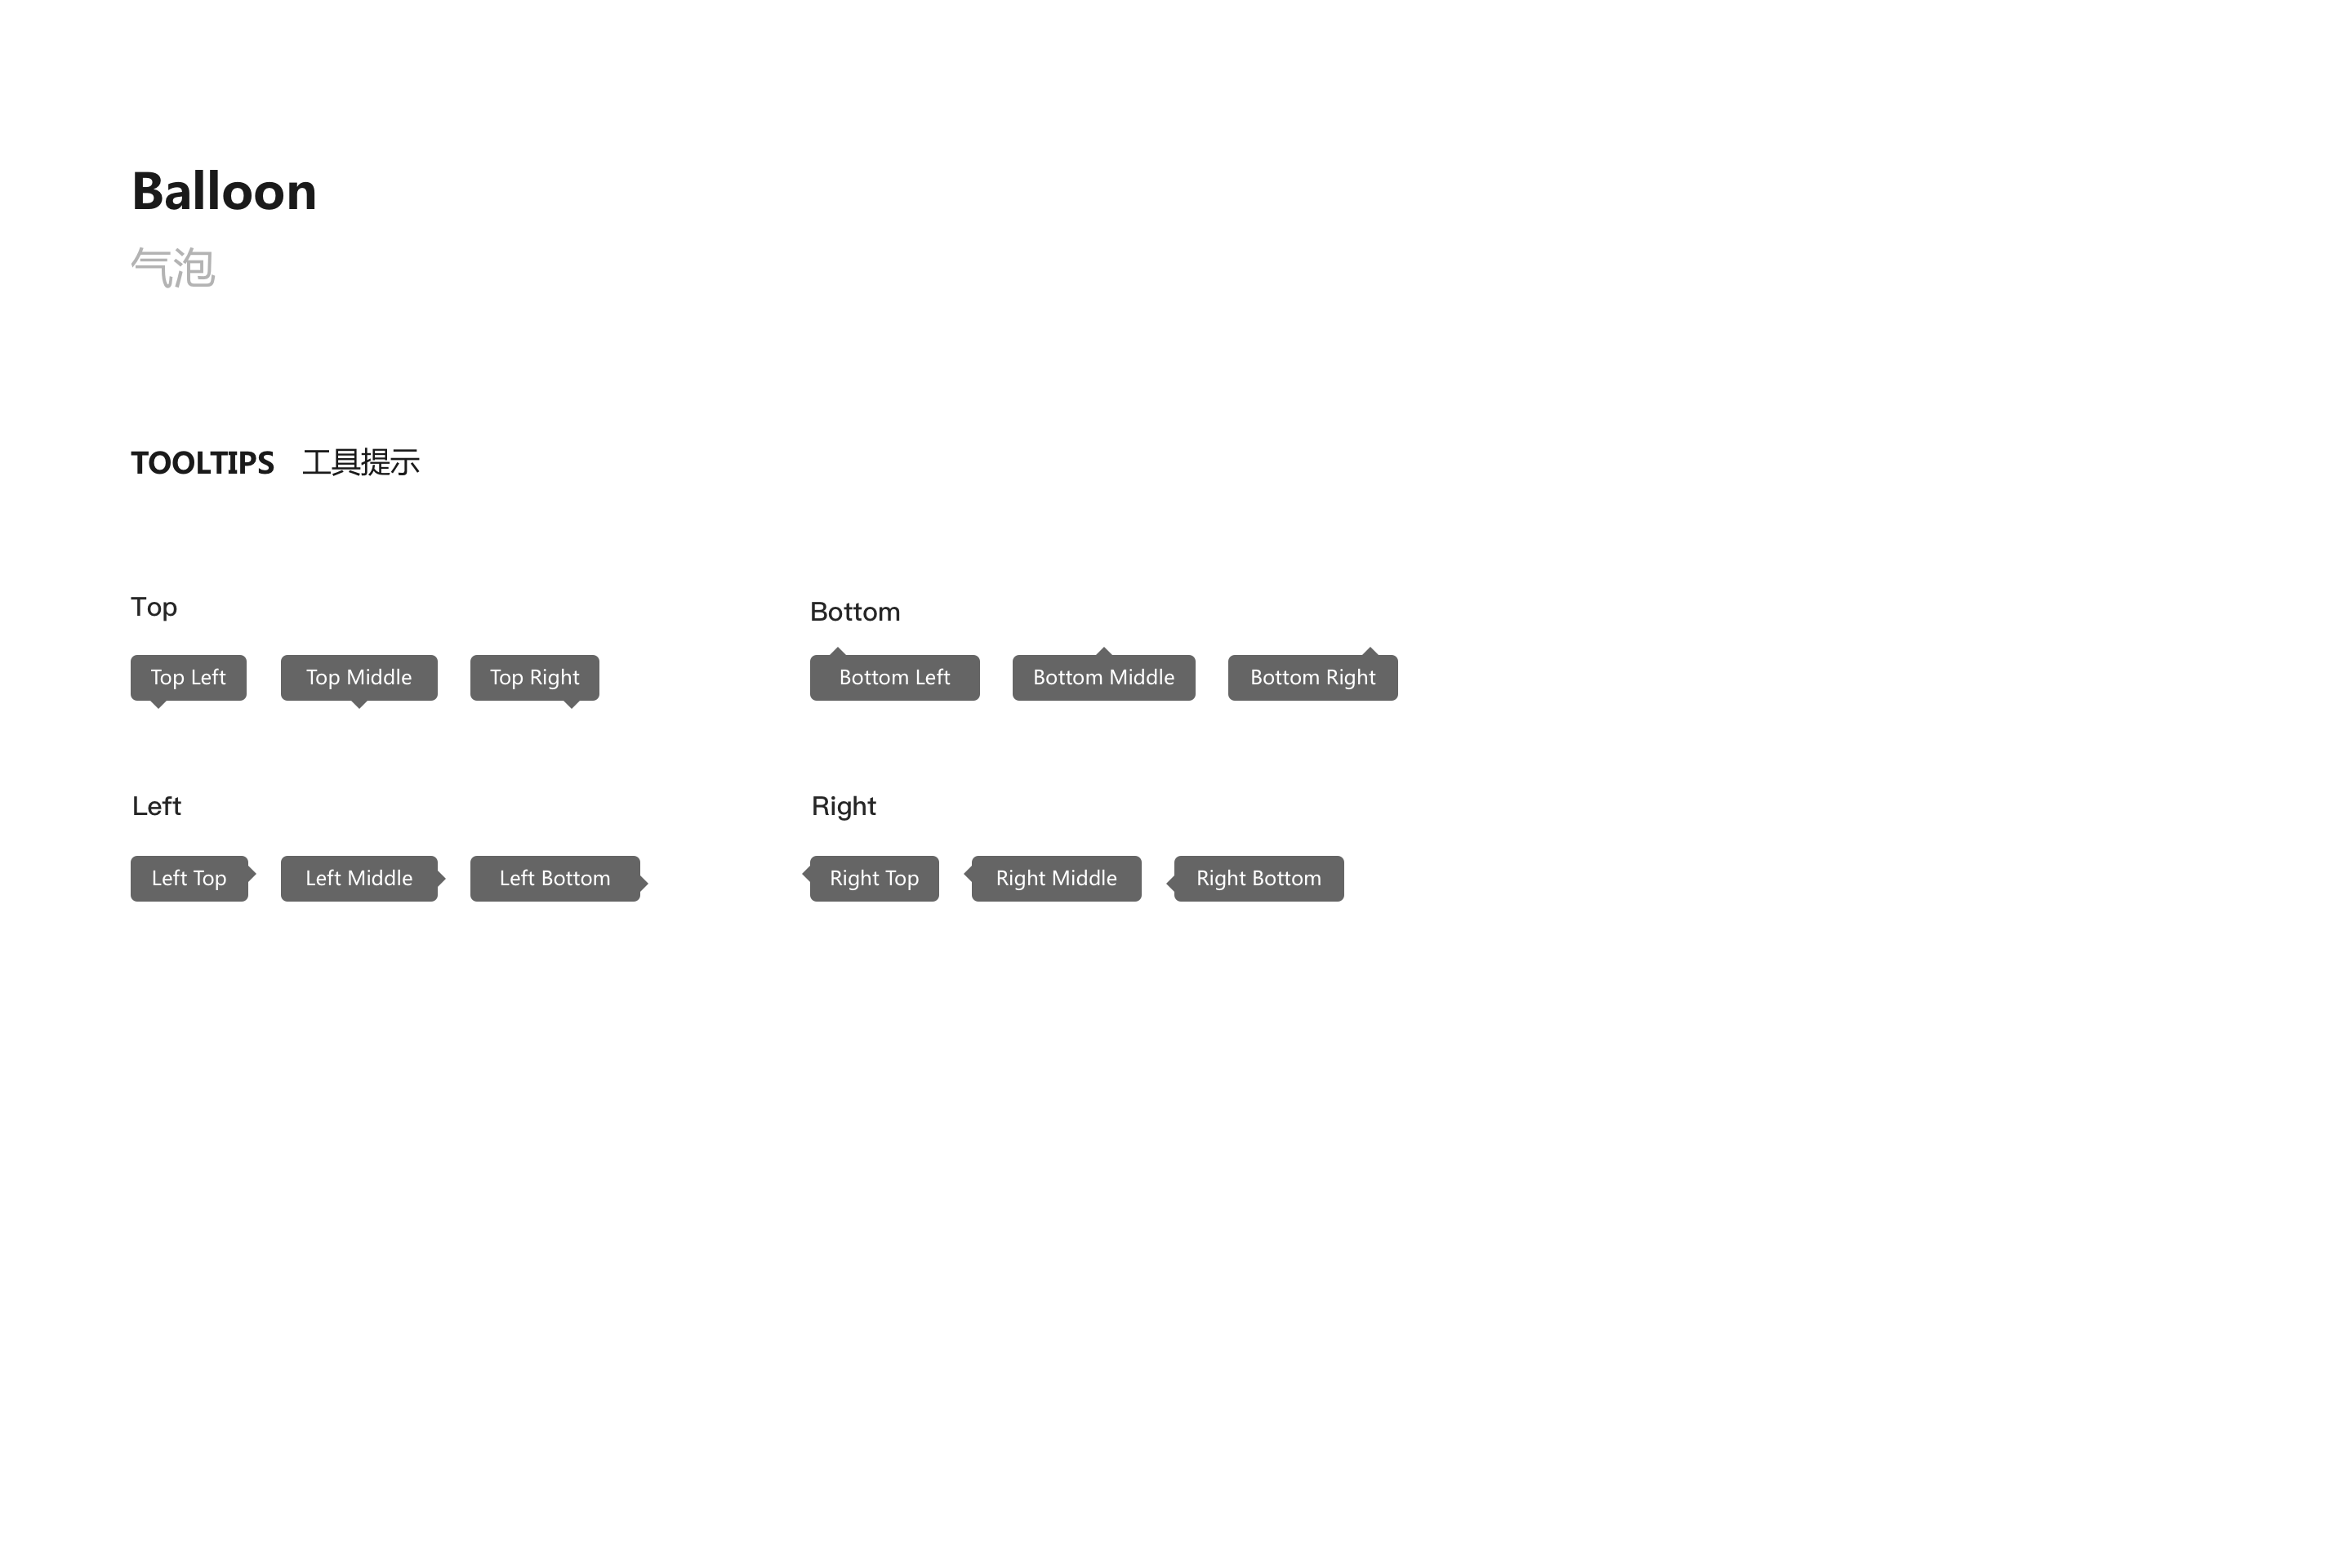 Balloon
气泡
TOOLTIPS 工具提示
Top
Top Left Top Middle Top Right
Bottom
Bottom Left Bottom Middle Bottom Right
Left
Left Top Left Middle Left Bottom
Right
Right Top Right Middle Right Bottom